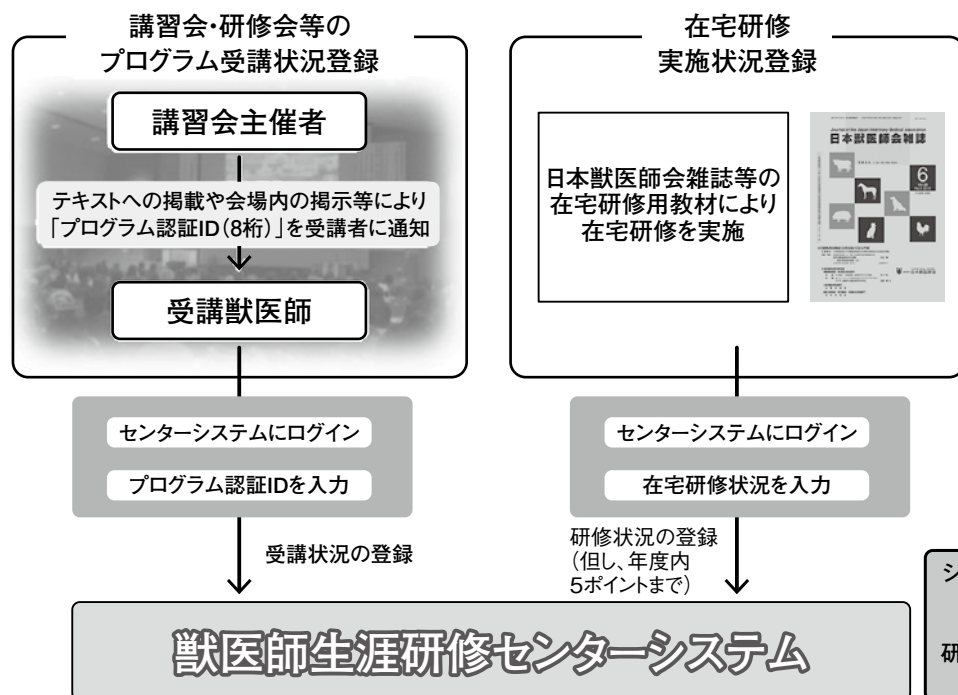 講習会・研修会等の
プログラム受講状況登録
講習会主催者
テキストへの掲載や会場内の掲示等により
「プログラム認証ID(8桁)」を受講者に通知
受講獣医師
センターシステムにログイン
プログラム認証IDを入力
受講状況の登録
在宅研修
実施状況登録
日本獣医師会雑誌等の
在宅研修用教材により
在宅研修を実施
Journal of the Japan Veterinary Medical Association
日本獣医師会雑誌
6
センターシステムにログイン
在宅研修状況を入力
研修状況の登録
(但し、年度内
5ポイントまで)
獣医師生涯研修センターシステム
シ
研